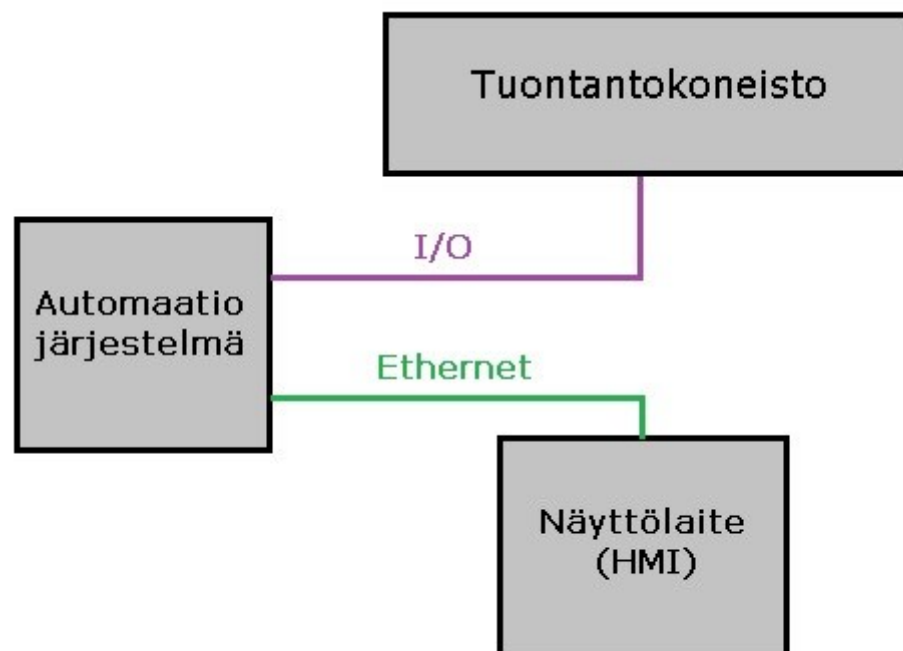 Tuontantokoneisto
I/O
Automaatio
järjestelmä
Ethernet
Näyttölaite
(HMI)